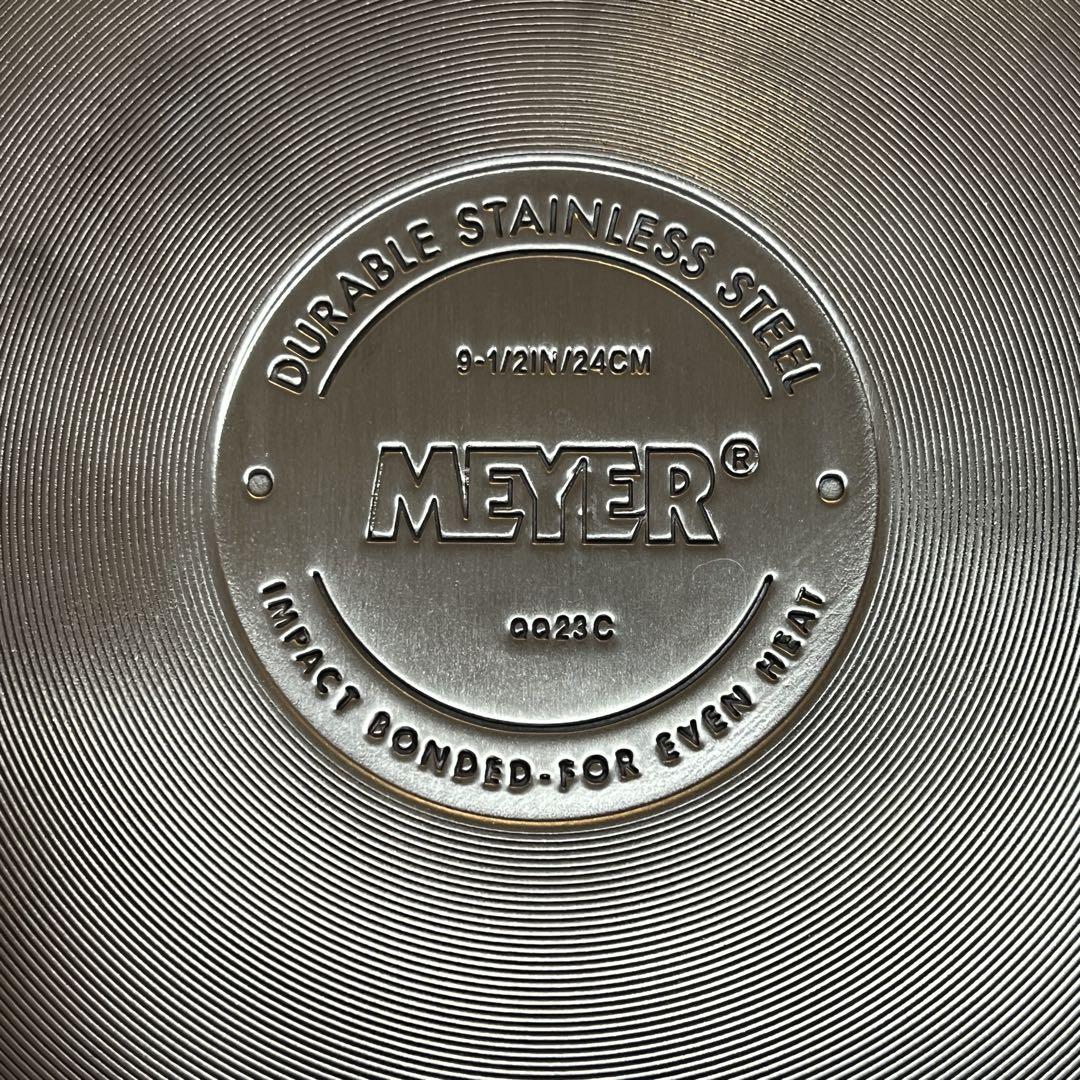 DURABLE STAINLESS STEEL
9-1/2IN/24CM
MEYER®
QQ23C
IMPACT BONDED-FOR EVEN HEAT